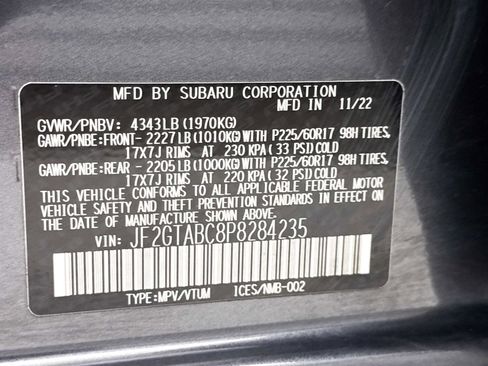 MFD BY SUBARU CORPORATION
MFD IN 11/22
GVWR/PNBV: 4343LB(1970KG)
GAWR/PNBE:FRONT-2227LB(1010KG)WITH P225/60R17 98H TIRES,
17X7J RIMS AT 230 KPA( 33 PSI)COLD
GAWR/PNBE:REAR - 2205LB(1000KG)WITH P225/60R17 98H TIRES,
17X7J RIMS AT 220 KPA( 32 PSI)COLD
THIS VEHICLE CONFORMS TO ALL APPLICABLE FEDERAL MOTOR
VEHICLE SAFETY AND THEFT PREVENTION STANDARDS IN EFFECT ON
THE DATE OF MANUFACTURE SHOWN ABOVE.
VIN: JF2GTABC8P8284235
TYPE:MPV/VTUM ICES/NMB-002